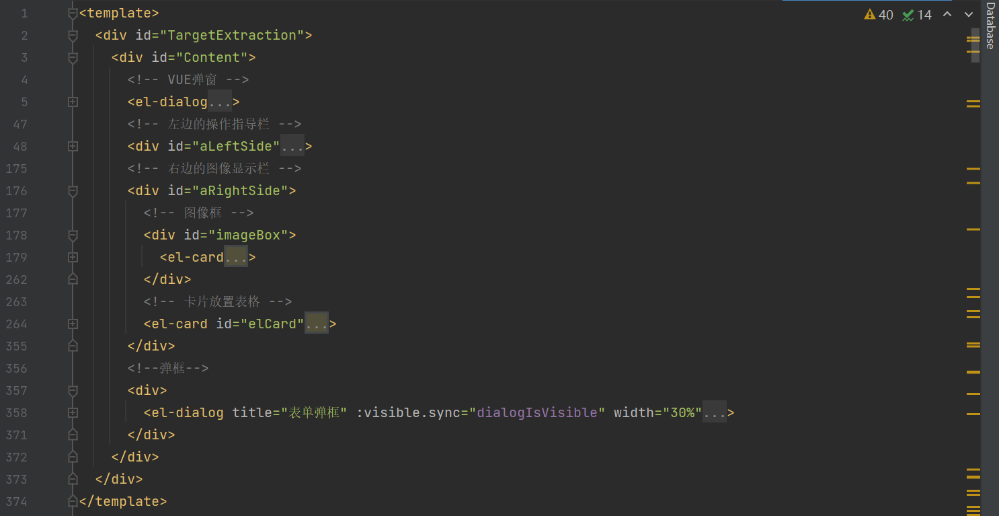 1 <template>
2 <div id="TargetExtraction">
3 <div id="Content">
4 <!-- VUE弹窗 -->
5 <el-dialog...>
47 <!-- 左边的操作指导栏 -->
48 <div id="aLeftSide"...>
175 <!-- 右边的图像显示栏 -->
176 <div id="aRightSide">
177 <!-- 图像框 -->
178 <div id="imageBox">
179 <el-card...>
262 </div>
263 <!-- 卡片放置表格 -->
264 <el-card id="elCard"...>
355 </div>
356 <!--弹框-->
357 <div>
358 <el-dialog title="表单弹框" :visible.sync="dialogIsVisible" width="30%"...>
371 </div>
372 </div>
373 </div>
374 </template>
40 14
Database